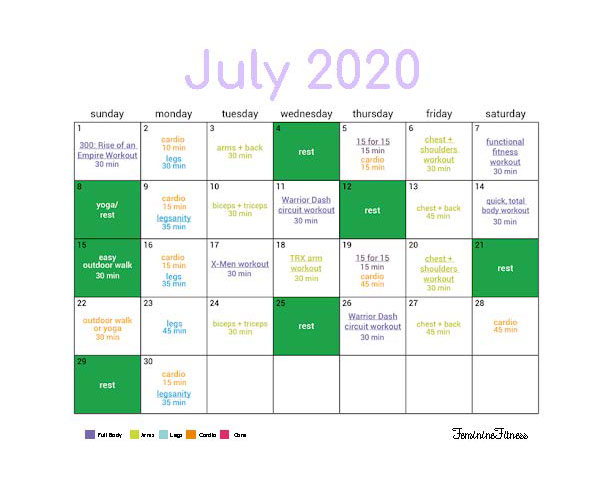 July 2020
sunday monday tuesday wednesday thursday friday saturday
1 2 3 4 5 6 7
300: Rise of an
Empire Workout
30 min
cardio
10 min
legs
30 min
arms + back
30 min
rest
15 for 15
15 min
cardio
15 min
chest +
shoulders
workout
30 min
functional
fitness
workout
30 min
8 9 10 11 12 13 14
yoga/
rest
cardio
15 min
legsanity
35 min
biceps + triceps
30 min
Warrior Dash
circuit workout
30 min
rest
chest + back
45 min
quick, total
body workout
30 min
15 16 17 18 19 20 21
easy
outdoor walk
30 min
cardio
15 min
legs
35 min
X-Men workout
30 min
TRX arm
workout
30 min
15 for 15
15 min
cardio
45 min
chest +
shoulders
workout
30 min
rest
22 23 24 25 26 27 28
outdoor walk
or yoga
30 min
legs
45 min
biceps + triceps
30 min
rest
Warrior Dash
circuit workout
30 min
chest + back
45 min
cardio
45 min
29 30
rest
cardio
15 min
legsanity
35 min
Full Body Arms Legs Cardio Core
FeminineFitness